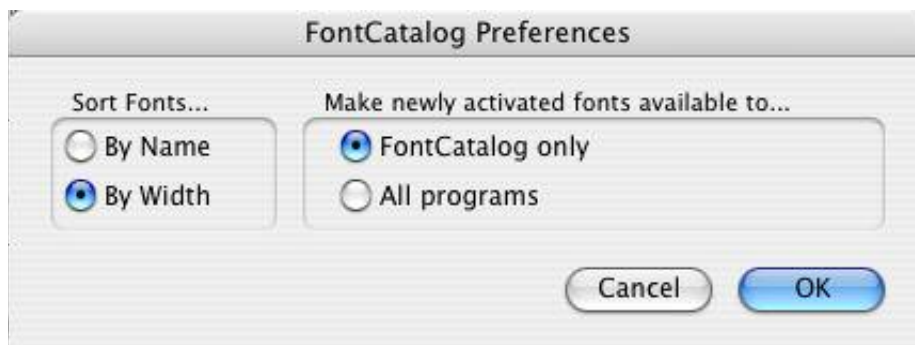 FontCatalog Preferences
Sort Fonts...
By Name
By Width
Make newly activated fonts available to...
FontCatalog only
All programs
Cancel
OK